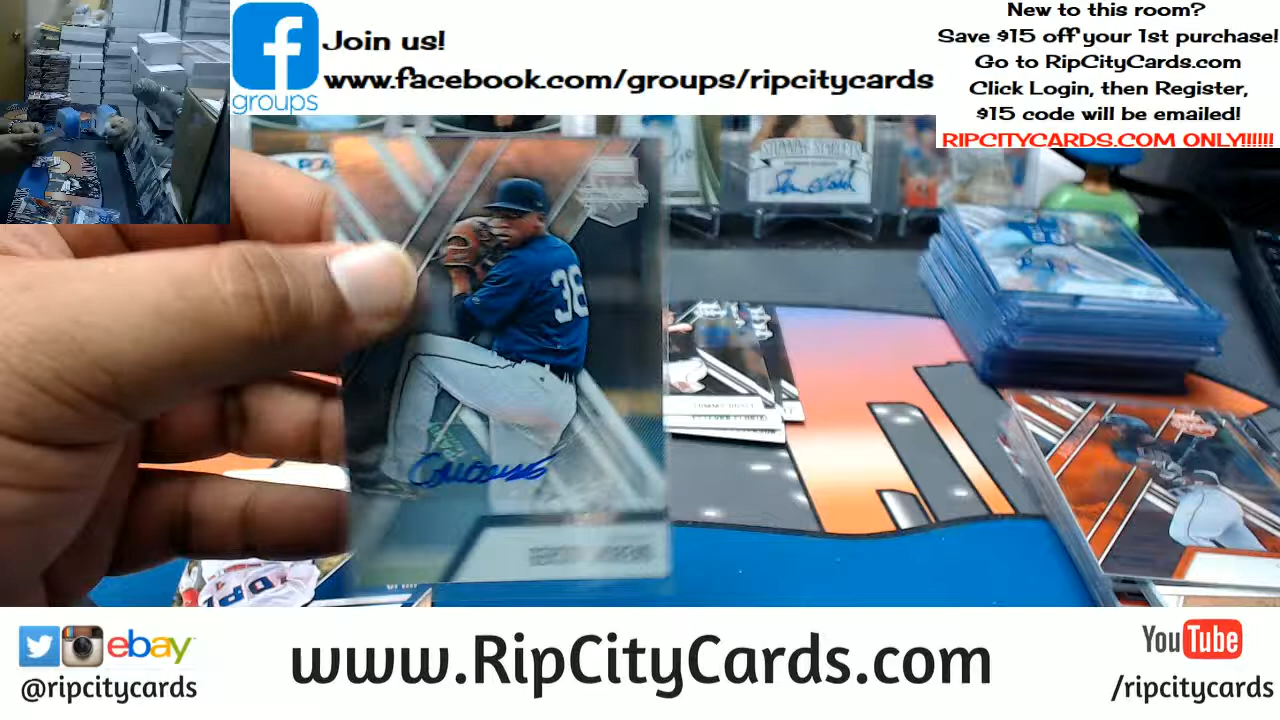 Join us!
www.facebook.com/groups/ripcitycards
f
groups
New to this room?
Save $15 off your 1st purchase!
Go to RipCityCards.com
Click Login, then Register,
$15 code will be emailed!
RIPCITYCARDS.COM ONLY!!!!!!
38
ebay
@ripcitycards
www.RipCityCards.com
YouTube
/ripcitycards